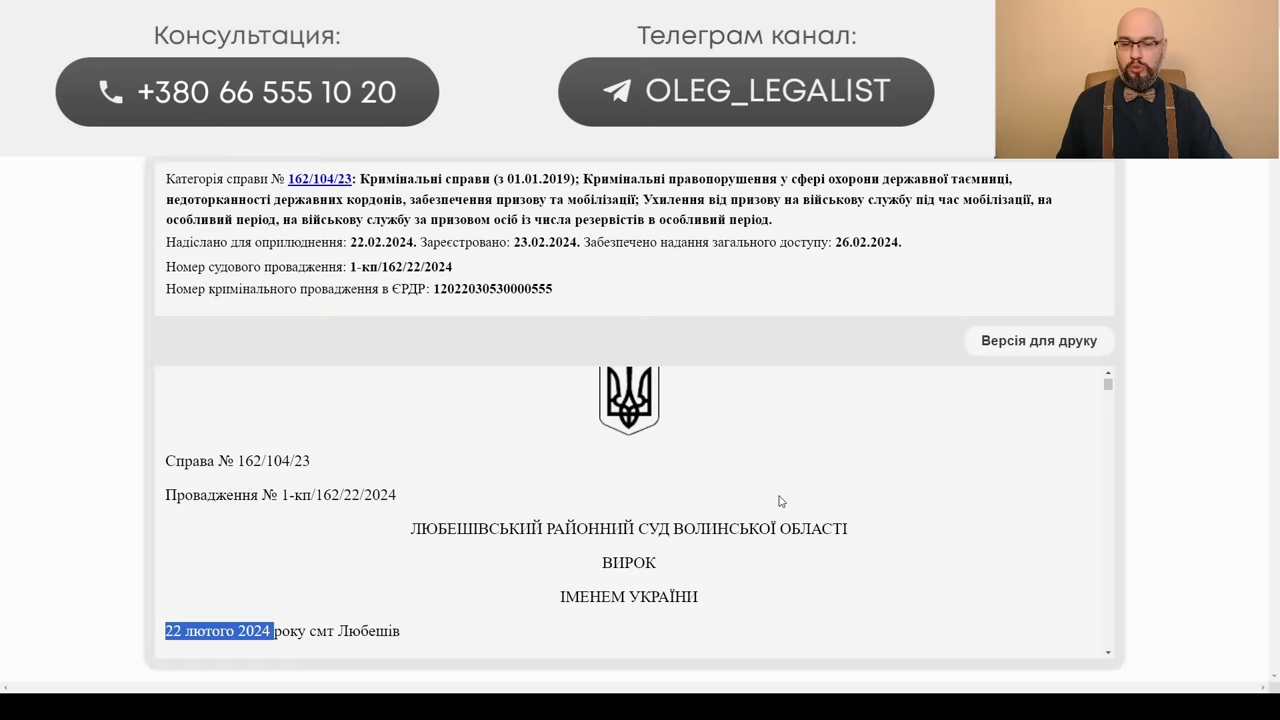 Консультация:
+380 66 555 10 20
Телеграм канал:
OLEG_LEGALIST
Категорія справи № 162/104/23: Кримінальні справи (з 01.01.2019); Кримінальні правопорушення у сфері охорони державної таємниці,
недоторканності державних кордонів, забезпечення призову та мобілізації; Ухилення від призову на військову службу під час мобілізації, на
особливий період, на військову службу за призовом осіб із числа резервістів в особливий період.
Надіслано для оприлюднення: 22.02.2024. Зареєстровано: 23.02.2024. Забезпечено надання загального доступу: 26.02.2024.
Номер судового провадження: 1-кп/162/22/2024
Номер кримінального провадження в ЄРДР: 12022030530000555
Версія для друку
Справа № 162/104/23
Провадження № 1-кп/162/22/2024
ЛЮБЕШІВСЬКИЙ РАЙОННИЙ СУД ВОЛИНСЬКОЇ ОБЛАСТІ
ВИРОК
ІМЕНЕМ УКРАЇНИ
22 лютого 2024 року смт Любешів